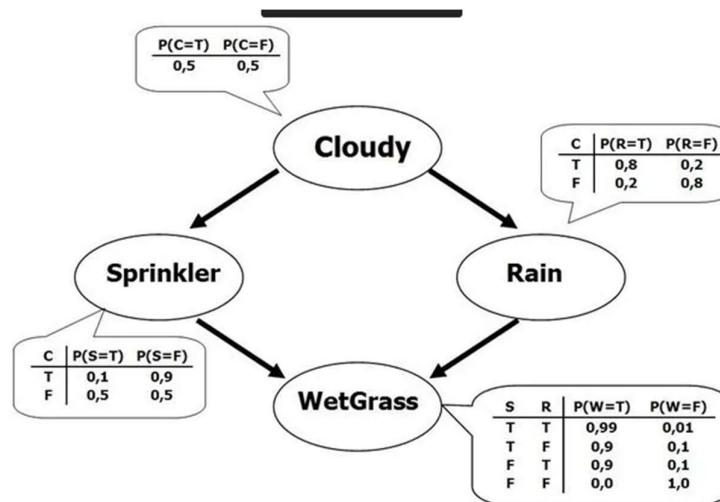 P(C=T) P(C=F)
0,5 0,5
Cloudy
C P(R=T) P(R=F)
T 0,8 0,2
F 0,2 0,8
Sprinkler
Rain
C P(S=T) P(S=F)
T 0,1 0,9
F 0,5 0,5
WetGrass
S R P(W=T) P(W=F)
T T 0,99 0,01
T F 0,9 0,1
F T 0,9 0,1
F F 0,0 1,0